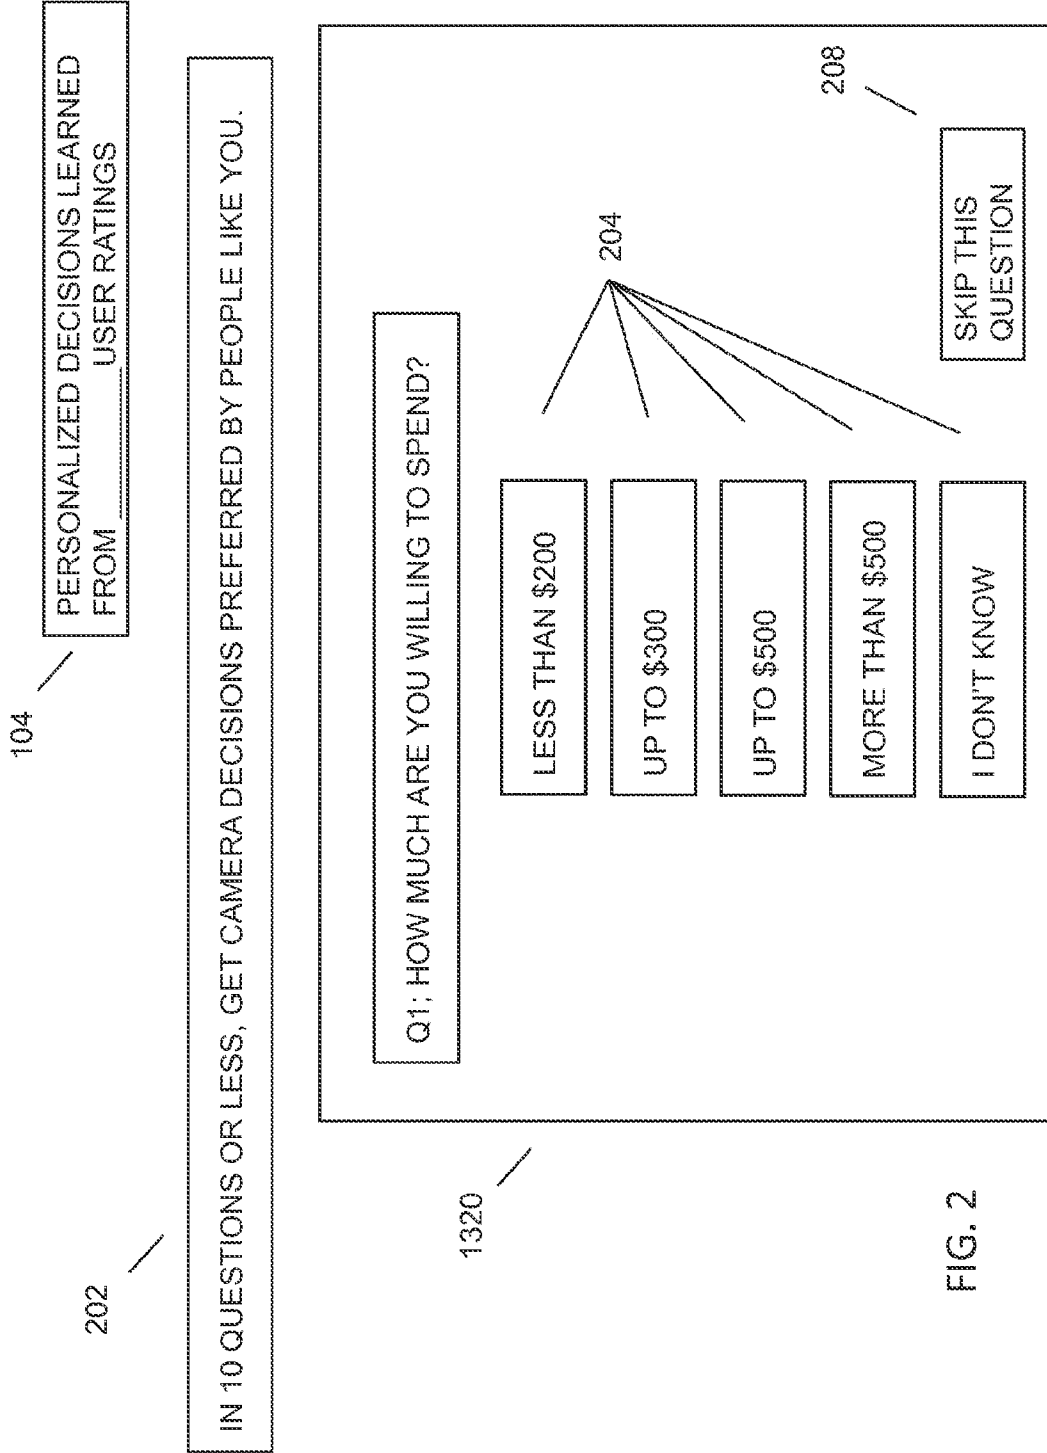 104
PERSONALIZED DECISIONS LEARNED
FROM ______ USER RATINGS
202
IN 10 QUESTIONS OR LESS, GET CAMERA DECISIONS PREFERRED BY PEOPLE LIKE YOU.
1320
Q1; HOW MUCH ARE YOU WILLING TO SPEND?
LESS THAN $200
UP TO $300
UP TO $500
MORE THAN $500
I DON'T KNOW
204
208
SKIP THIS
QUESTION
FIG. 2